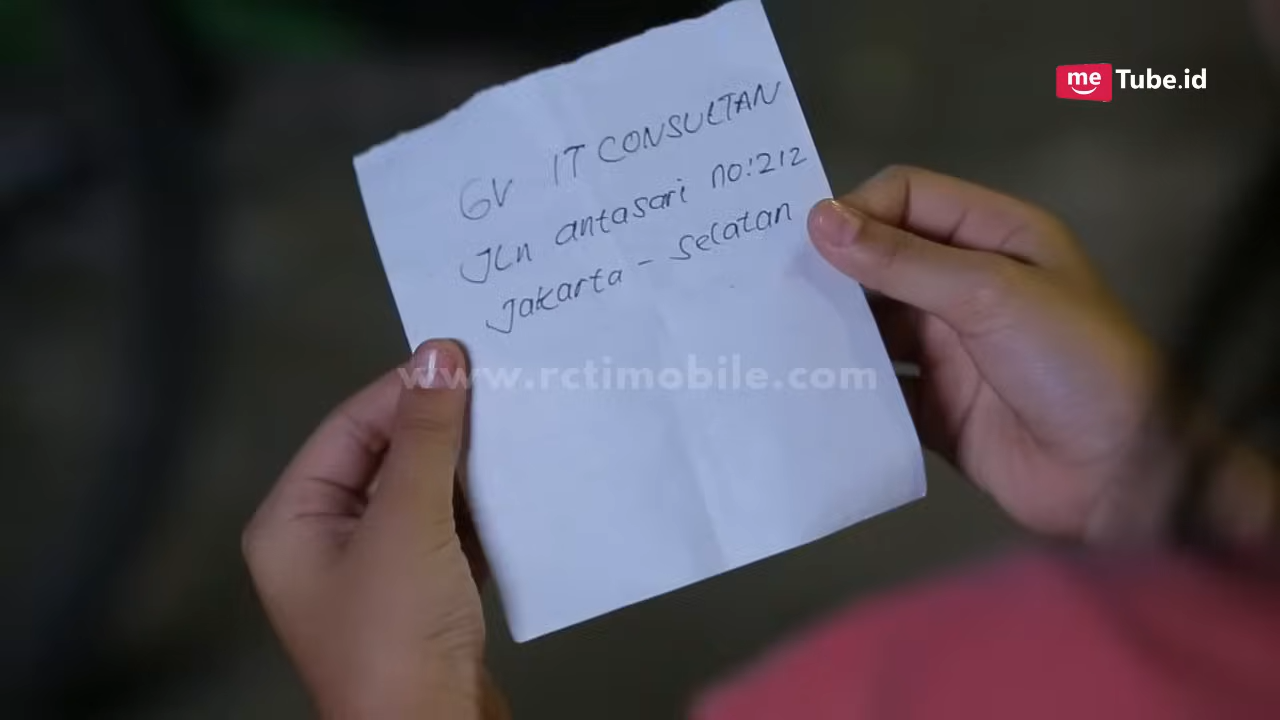 me Tube.id
GV IT CONSULTAN
JLn antasari no:212
Jakarta - Selatan
www.rctimobile.com